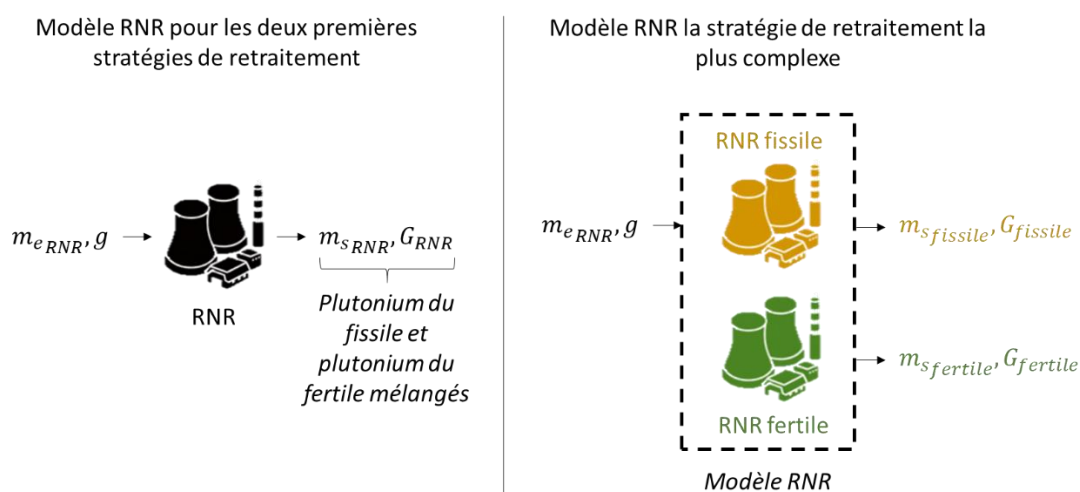 Modèle RNR pour les deux premières
stratégies de retraitement
m_{e_{RNR}}, g
m_{s_{RNR}}, G_{RNR}
RNR
Plutonium du
fissile et
plutonium du
fertile mélangés
Modèle RNR la stratégie de retraitement la
plus complexe
RNR fissile
m_{e_{RNR}}, g
m_{s_{fissile}}, G_{fissile}
m_{s_{fertile}}, G_{fertile}
RNR fertile
Modèle RNR